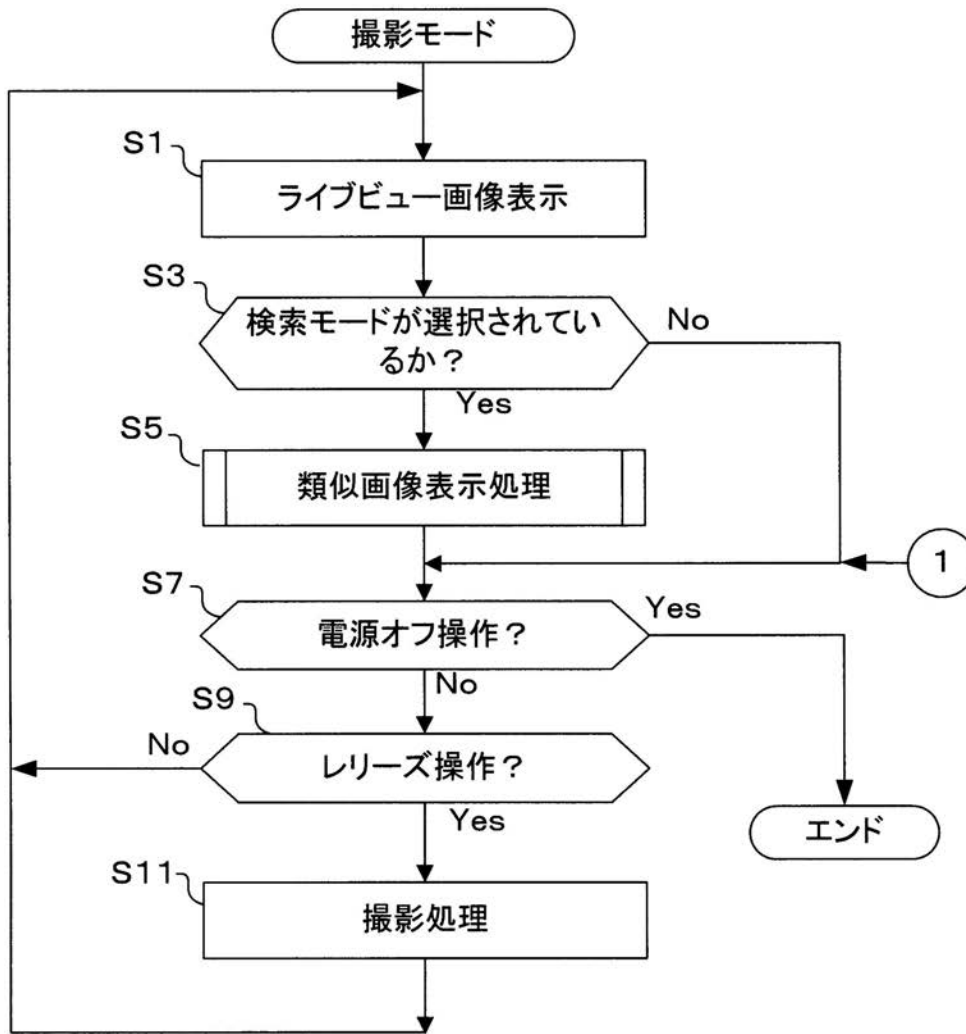 撮影モード
S1
ライブビュー画像表示
S3
検索モードが選択されてい
るか？
No
Yes
S5
類似画像表示処理
1
S7
電源オフ操作？
Yes
No
S9
No
レリーズ操作？
Yes
エンド
S11
撮影処理